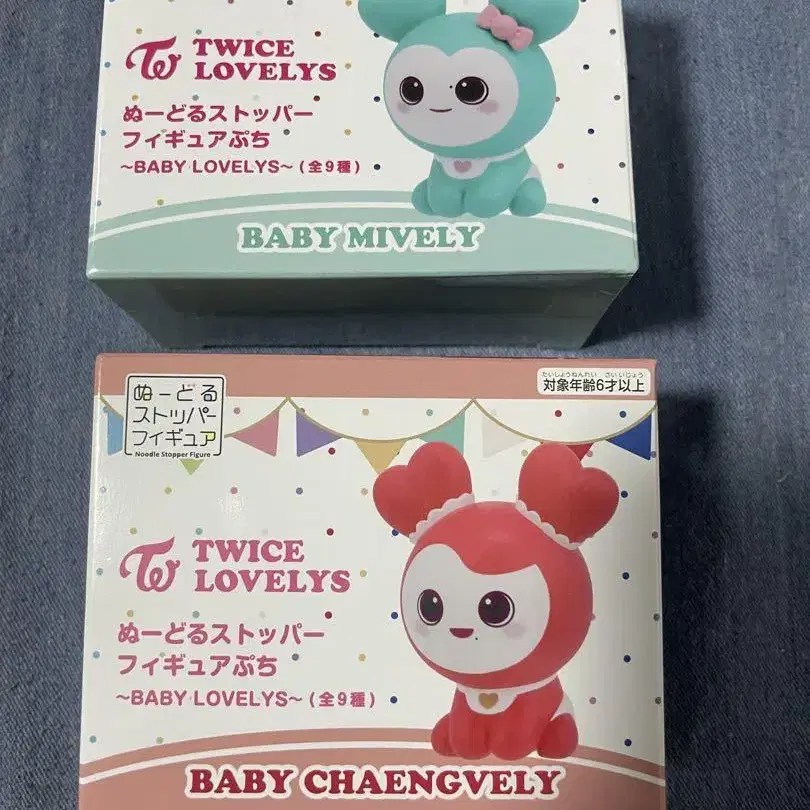 TWICE
LOVELYS
ぬーどるストッパー
フィギュアぷち
～BABY LOVELYS～(全9種)
BABY MIVELY
ぬーどる
ストッパー
フィギュア
Noodle Stopper Figure
たいしょうねんれい さいいじょう
対象年齢6才以上
TWICE
LOVELYS
ぬーどるストッパー
フィギュアぷち
～BABY LOVELYS～(全9種)
BABY CHAENGVELY